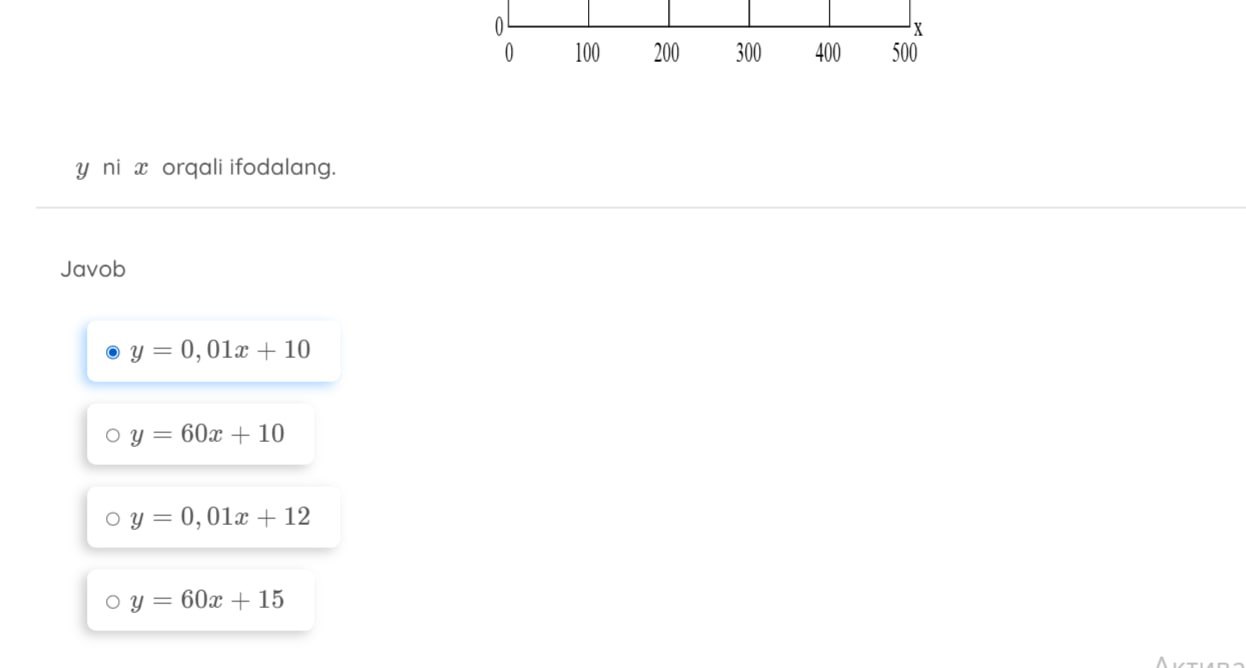 0 x
0 100 200 300 400 500
y ni x orqali ifodalang.
Javob
y = 0,01x + 10
y = 60x + 10
y = 0,01x + 12
y = 60x + 15